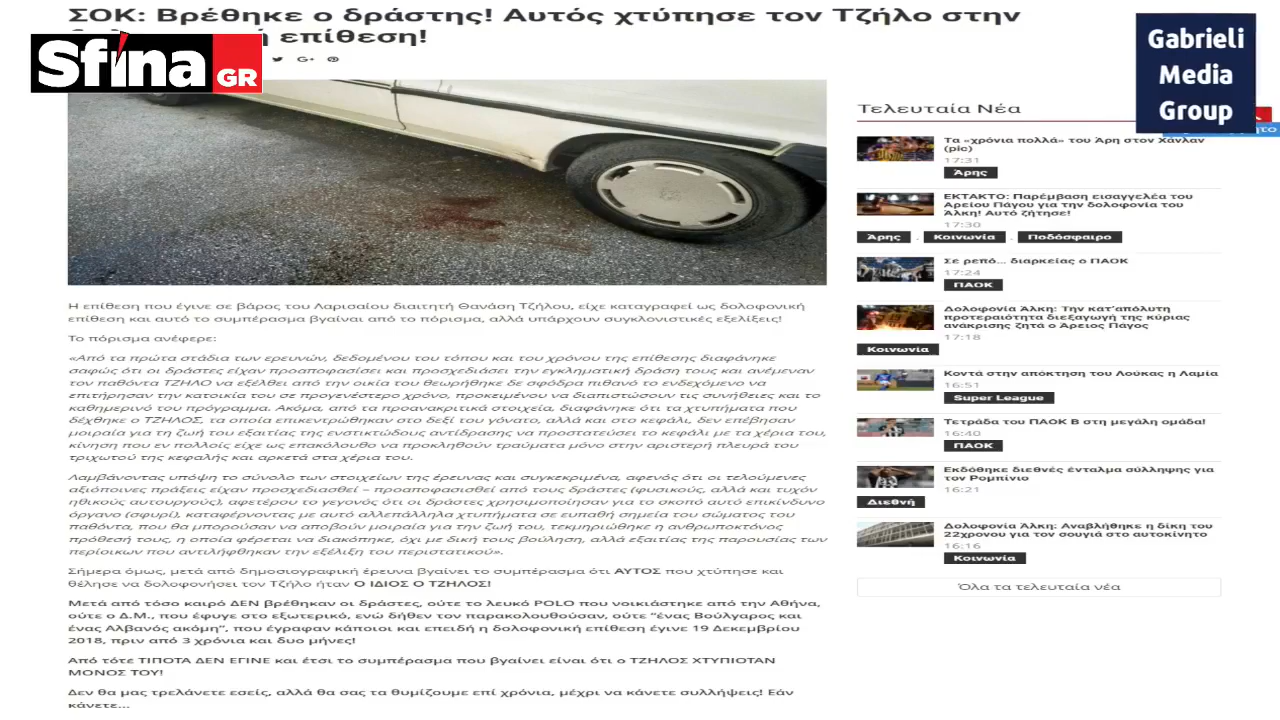 ΣΟΚ: Βρέθηκε ο δράστης! Αυτός χτύπησε τον Τζήλο στην
επίθεση!
Sfina GR
Gabrieli
Media
Group
Η επίθεση που έγινε σε βάρος του Λαρισαίου διαιτητή Θανάση Τζήλου, είχε καταγραφεί ως δολοφονική
επίθεση και αυτό το συμπέρασμα βγαίνει από το πόρισμα, αλλά υπάρχουν συγκλονιστικές εξελίξεις!
Το πόρισμα ανέφερε:
«Από τα πρώτα στάδια των ερευνών, δεδομένου του τόπου και του χρόνου της επίθεσης διαφάνηκε
σαφώς ότι οι δράστες είχαν προαποφασίσει και προσχεδιάσει την εγκληματική δράση τους και ανέμεναν
τον παθόντα ΤΖΗΛΟ να εξέλθει από την οικία του θεωρήθηκε δε σφόδρα πιθανό το ενδεχόμενο να
επιτήρησαν την κατοικία του σε προγενέστερο χρόνο, προκειμένου να διαπιστώσουν τις συνήθειες και το
καθημερινό του πρόγραμμα. Ακόμα, από τα προανακριτικά στοιχεία, διαφάνηκε ότι τα χτυπήματα που
δέχθηκε ο ΤΖΗΛΟΣ, τα οποία επικεντρώθηκαν στο δεξί του γόνατο, αλλά και στο κεφάλι, δεν επέβησαν
μοιραία για τη ζωή του εξαιτίας της ενστικτώδους αντίδρασης να προστατεύσει το κεφάλι με τα χέρια του,
κίνηση που εν πολλοίς είχε ως επακόλουθο να προκληθούν τραύματα μόνο στην αριστερή πλευρά του
τριχωτού της κεφαλής και αρκετά στα χέρια του.
Λαμβάνοντας υπόψη το σύνολο των στοιχείων της έρευνας και συγκεκριμένα, αφενός ότι οι τελούμενες
αξιόποινες πράξεις είχαν προσχεδιασθεί – προαποφασισθεί από τους δράστες (φυσικούς, αλλά και τυχόν
ηθικούς αυτουργούς), αφετέρου το γεγονός ότι οι δράστες χρησιμοποίησαν για το σκοπό αυτό επικίνδυνο
όργανο (σφυρί), καταφέρνοντας με αυτό αλλεπάλληλα χτυπήματα σε ευπαθή σημεία του σώματος του
παθόντα, που θα μπορούσαν να αποβούν μοιραία για την ζωή του, τεκμηριώθηκε η ανθρωποκτόνος
πρόθεσή τους, η οποία φέρεται να διακόπηκε, όχι με δική τους βούληση, αλλά εξαιτίας της παρουσίας των
περίοικων που αντιλήφθηκαν την εξέλιξη του περιστατικού».
Σήμερα όμως, μετά από δημοσιογραφική έρευνα βγαίνει το συμπέρασμα ότι ΑΥΤΟΣ που χτύπησε και
θέλησε να δολοφονήσει τον Τζήλο ήταν Ο ΙΔΙΟΣ Ο ΤΖΗΛΟΣ!
Μετά από τόσο καιρό ΔΕΝ βρέθηκαν οι δράστες, ούτε το λευκό POLO που νοικιάστηκε από την Αθήνα,
ούτε ο Δ.Μ., που έφυγε στο εξωτερικό, ενώ δήθεν τον παρακολουθούσαν, ούτε "ένας Βούλγαρος και
ένας Αλβανός ακόμη", που έγραφαν κάποιοι και επειδή η δολοφονική επίθεση έγινε 19 Δεκεμβρίου
2018, πριν από 3 χρόνια και δυο μήνες!
Από τότε ΤΙΠΟΤΑ ΔΕΝ ΕΓΙΝΕ και έτσι το συμπέρασμα που βγαίνει είναι ότι ο ΤΖΗΛΟΣ ΧΤΥΠΙΟΤΑΝ
ΜΟΝΟΣ ΤΟΥ!
Δεν θα μας τρελάνετε εσείς, αλλά θα σας τα θυμίζουμε επί χρόνια, μέχρι να κάνετε συλλήψεις! Εάν
κάνετε...
Τελευταία Νέα
Τα «χρόνια πολλά» του Άρη στον Χάνλαν
(pic)
17:31
Άρης
ΕΚΤΑΚΤΟ: Παρέμβαση εισαγγελέα του
Αρείου Πάγου για την δολοφονία του
Άλκη! Αυτό ζήτησε!
17:30
Άρης . Κοινωνία . Ποδόσφαιρο
Σε ρεπό... διαρκείας ο ΠΑΟΚ
17:24
ΠΑΟΚ
Δολοφονία Άλκη: Την κατ'απόλυτη
προτεραιότητα διεξαγωγή της κύριας
ανάκρισης ζητά ο Άρειος Πάγος
17:18
Κοινωνία
Κοντά στην απόκτηση του Λούκας η Λαμία
16:51
Super League
Τετράδα του ΠΑΟΚ Β στη μεγάλη ομάδα!
16:40
ΠΑΟΚ
Εκδόθηκε διεθνές ένταλμα σύλληψης για
τον Ρομπίνιο
16:21
Διεθνή
Δολοφονία Άλκη: Αναβλήθηκε η δίκη του
22χρονου για τον σουγιά στο αυτοκίνητο
16:16
Κοινωνία
Όλα τα τελευταία νέα